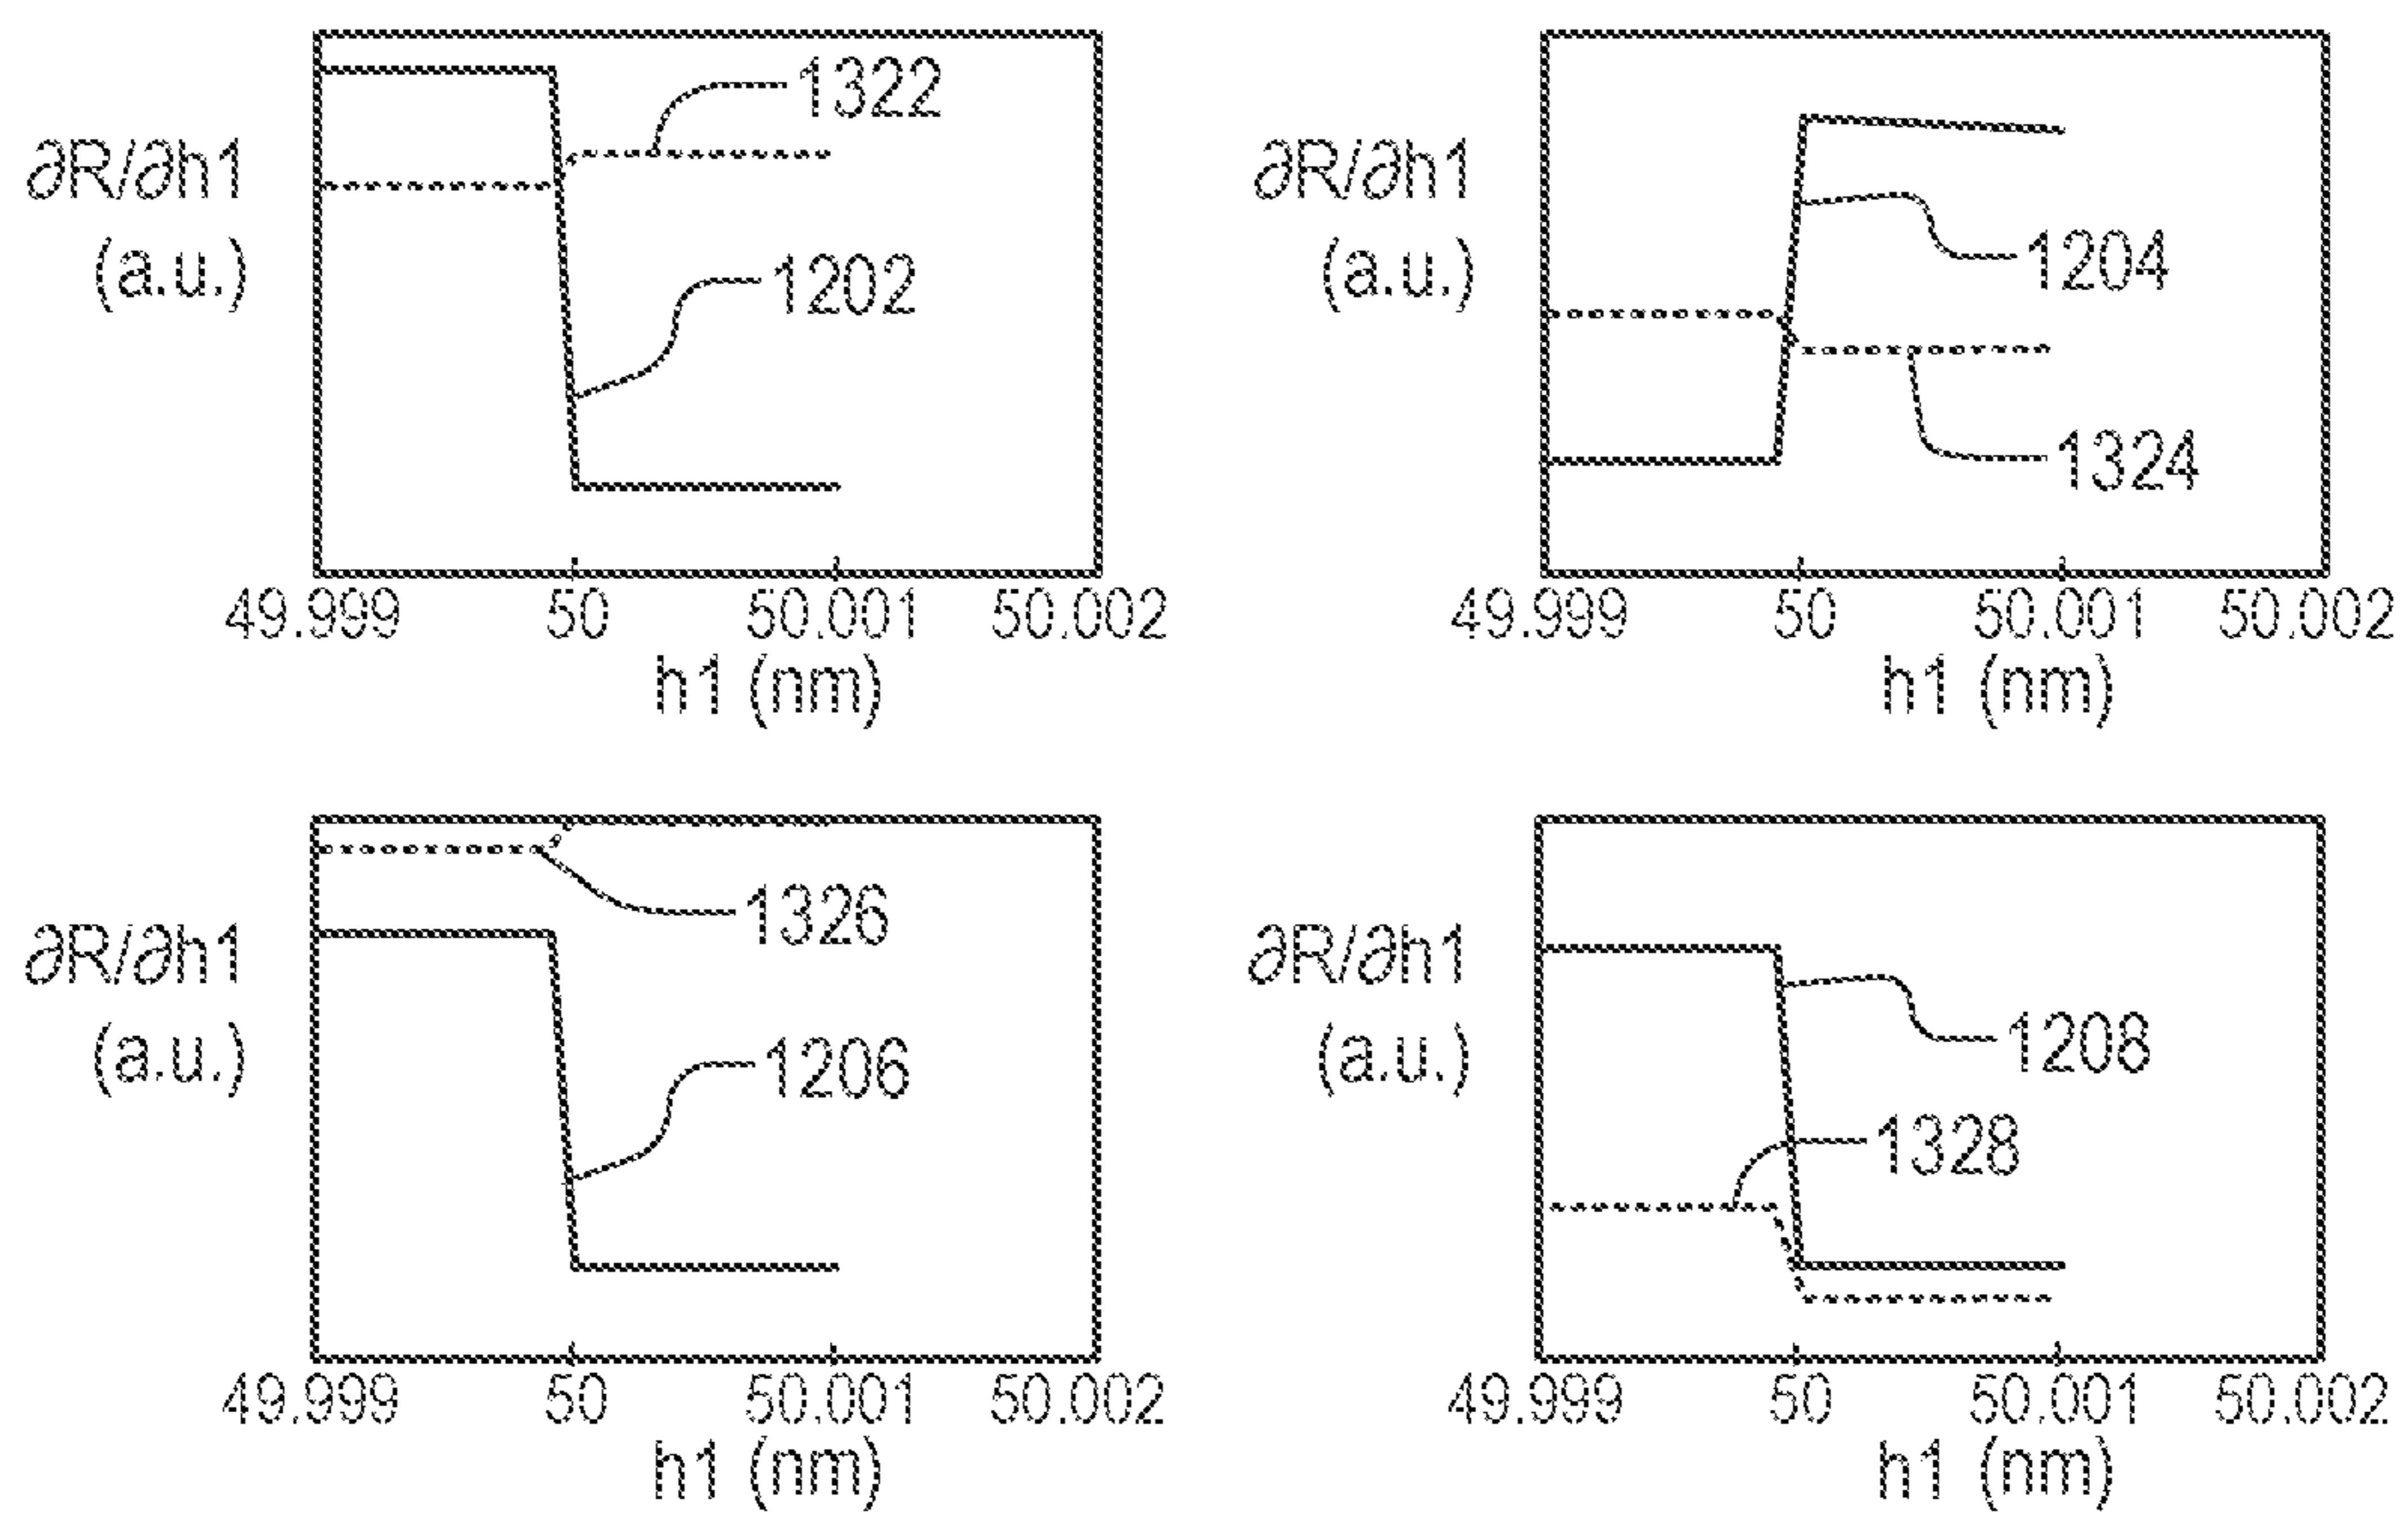 ∂R/∂h1
(a.u.)
1322
1202
49.999 50 50.001 50.002
h1 (nm)
∂R/∂h1
(a.u.)
1204
1324
49.999 50 50.001 50.002
h1 (nm)
∂R/∂h1
(a.u.)
1326
1206
49.999 50 50.001 50.002
h1 (nm)
∂R/∂h1
(a.u.)
1208
1328
49.999 50 50.001 50.002
h1 (nm)